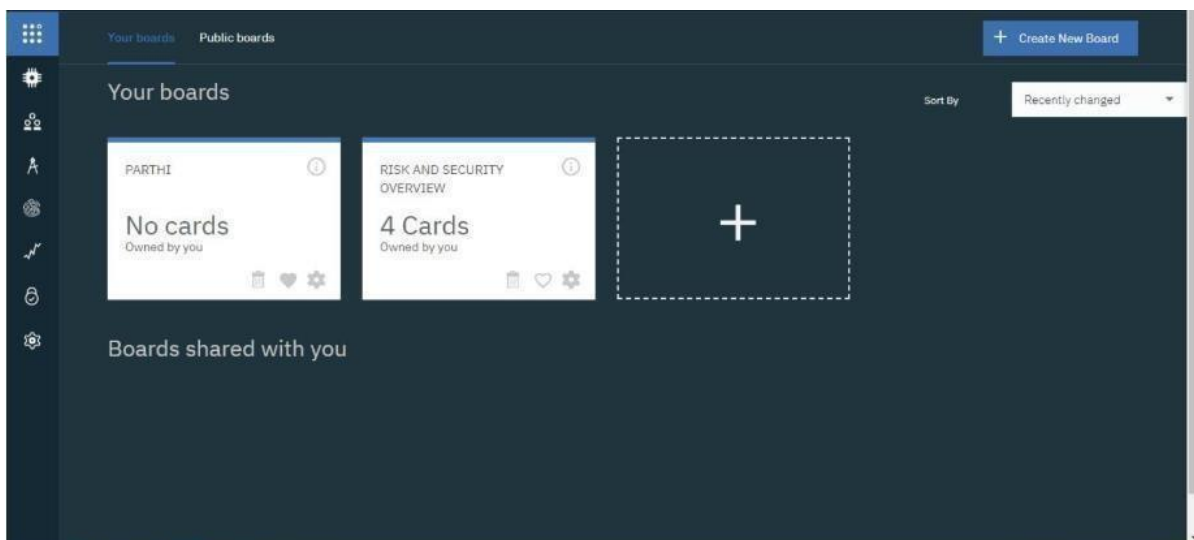 Your boards
Public boards
+ Create New Board
Your boards
Sort By
Recently changed
PARTHI
No cards
Owned by you
RISK AND SECURITY
OVERVIEW
4 Cards
Owned by you
Boards shared with you